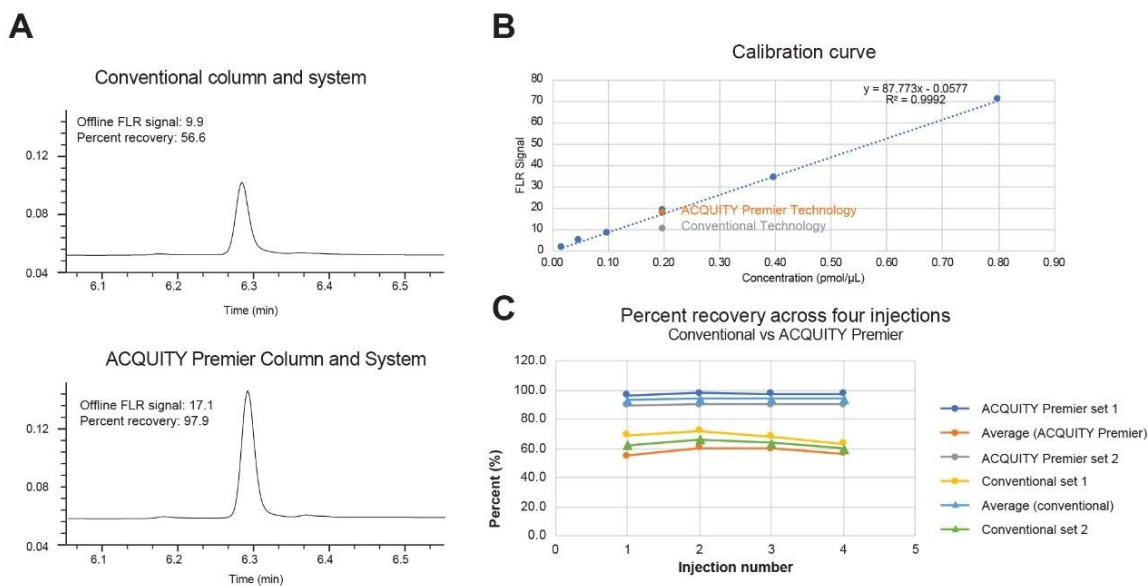 A
Conventional column and system
Offline FLR signal: 9.9
Percent recovery: 56.6
0.12
0.08
0.04
6.1 6.2 6.3 6.4 6.5
Time (min)
ACQUITY Premier Column and System
Offline FLR signal: 17.1
Percent recovery: 97.9
0.12
0.08
0.04
6.1 6.2 6.3 6.4 6.5
Time (min)
B
Calibration curve
y = 87.773x - 0.0577
R² = 0.9992
FLR Signal
80
70
60
50
40
30
20
10
0
ACQUITY Premier Technology
Conventional Technology
0.00 0.10 0.20 0.30 0.40 0.50 0.60 0.70 0.80 0.90
Concentration (pmol/µL)
C
Percent recovery across four injections
Conventional vs ACQUITY Premier
Percent (%)
120.0
100.0
80.0
60.0
40.0
20.0
0.0
0 1 2 3 4 5
Injection number
ACQUITY Premier set 1
Average (ACQUITY Premier)
ACQUITY Premier set 2
Conventional set 1
Average (conventional)
Conventional set 2